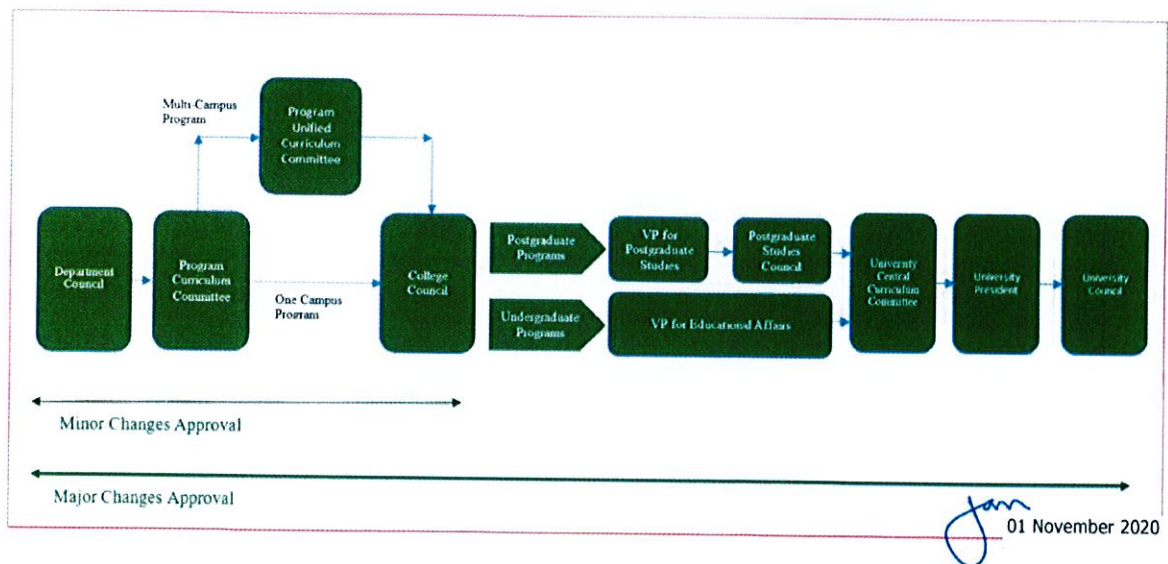 Multi-Campus
Program
Program
Unified
Curriculum
Committee
Department
Council
Program
Curriculum
Committee
One Campus
Program
College
Council
Postgraduate
Programs
VP for
Postgraduate
Studies
Postgraduate
Studies
Council
Undergraduate
Programs
VP for Educational Affairs
University
Central
Curriculum
Committee
University
President
University
Council
Minor Changes Approval
Major Changes Approval
01 November 2020